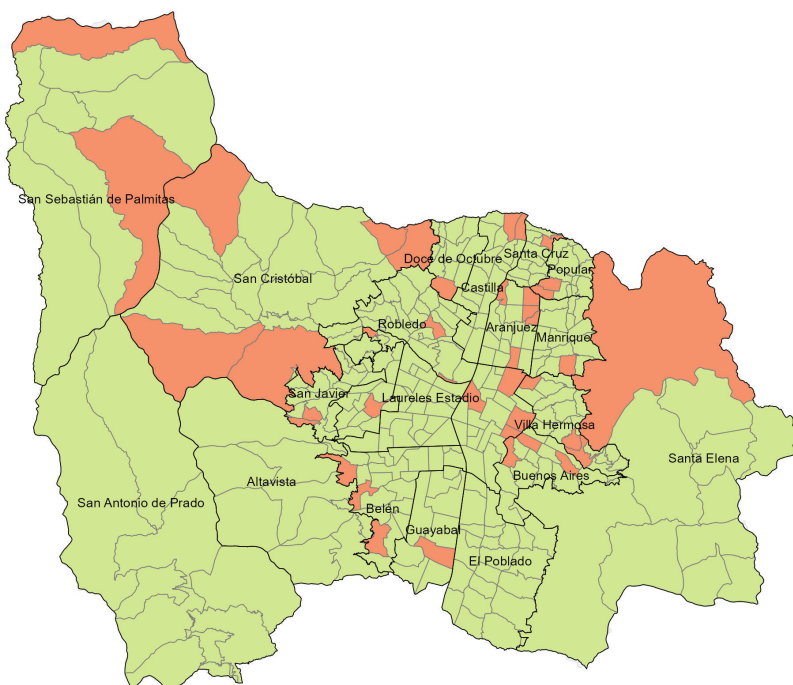 San Sebastián de Palmitas
San Cristóbal
Doce de Octubre
Santa Cruz
Popular
Castilla
Robledo
Aranjuez
Manrique
San Javier
Laureles Estadio
Villa Hermosa
Santa Elena
Buenos Aires
Altavista
San Antonio de Prado
Belén
Guayabal
El Poblado